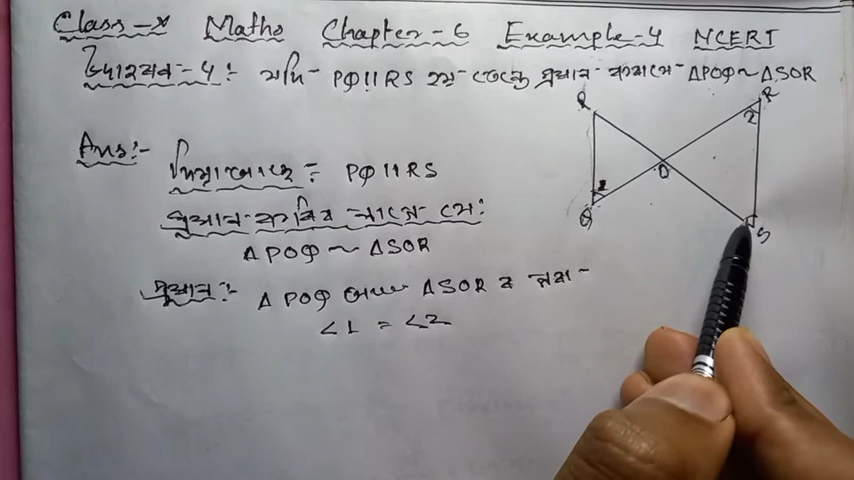 Class-X Maths Chapter-6 Example-4 NCERT
উদাহৰণ-4:- যদি- PQ||RS হয়- তেন্তে প্ৰমাণ- কৰা যে- ΔPOQ~ΔSOR
Ans:-
দিয়া আছে:- PQ||RS
প্ৰমাণ-কৰিব লাগে যে:
ΔPOQ ~ ΔSOR
প্ৰমাণ:- ΔPOQ আৰু ΔSOR ৰ পৰা-
∠1 = ∠2
P
Q
1
O
R
2
S